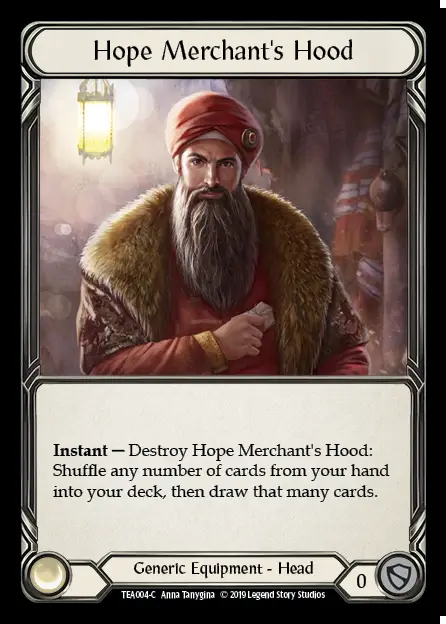 Hope Merchant's Hood
Instant — Destroy Hope Merchant's Hood:
Shuffle any number of cards from your hand
into your deck, then draw that many cards.
Generic Equipment - Head
0
TEA004-C Anna Tanygina © 2019 Legend Story Studios